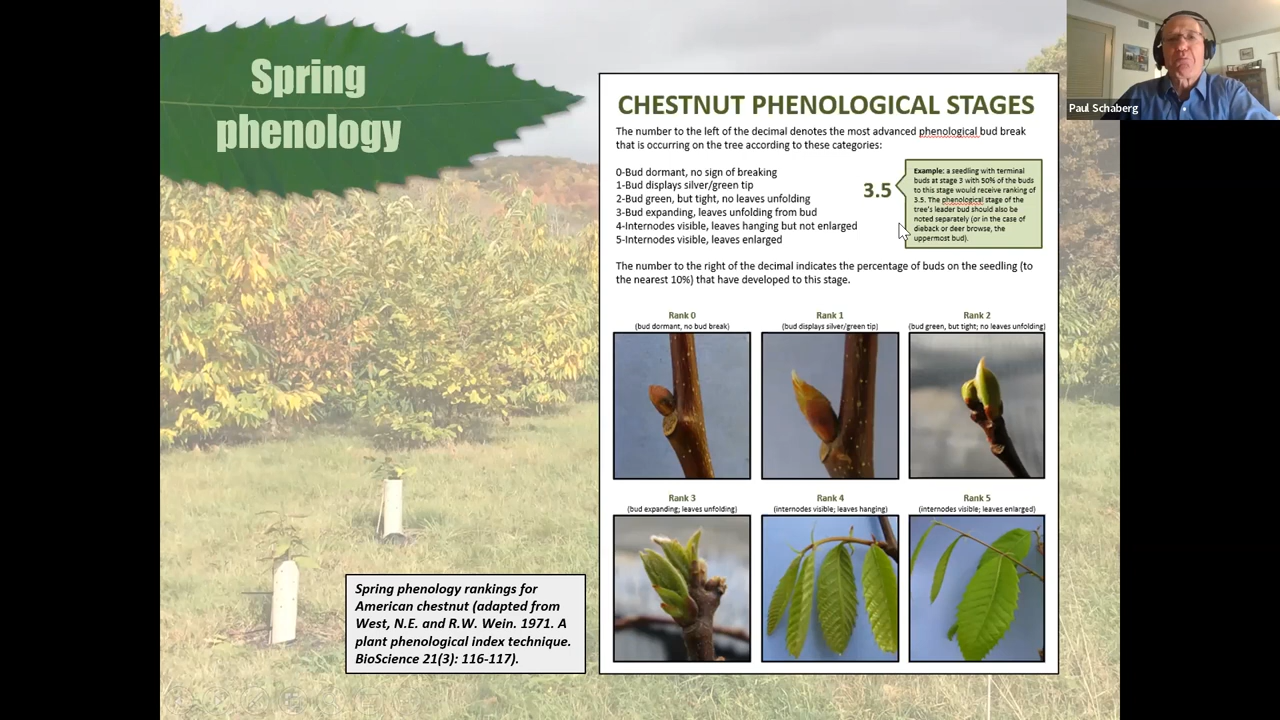 Spring
phenology
Paul Schaberg
CHESTNUT PHENOLOGICAL STAGES
The number to the left of the decimal denotes the most advanced phenological bud break
that is occurring on the tree according to these categories:
0-Bud dormant, no sign of breaking
1-Bud displays silver/green tip
2-Bud green, but tight, no leaves unfolding
3-Bud expanding, leaves unfolding from bud
4-Internodes visible, leaves hanging but not enlarged
5-Internodes visible, leaves enlarged
3.5
Example: a seedling with terminal
buds at stage 3 with 50% of the buds
to this stage would receive ranking of
3.5. The phenological stage of the
tree's leader bud should also be
noted separately (or in the case of
dieback or deer browse, the
uppermost bud).
The number to the right of the decimal indicates the percentage of buds on the seedling (to
the nearest 10%) that have developed to this stage.
Rank 0
(bud dormant, no bud break)
Rank 1
(bud displays silver/green tip)
Rank 2
(bud green, but tight; no leaves unfolding)
Rank 3
(bud expanding; leaves unfolding)
Rank 4
(internodes visible; leaves hanging)
Rank 5
(internodes visible; leaves enlarged)
Spring phenology rankings for
American chestnut (adapted from
West, N.E. and R.W. Wein. 1971. A
plant phenological index technique.
BioScience 21(3): 116-117).